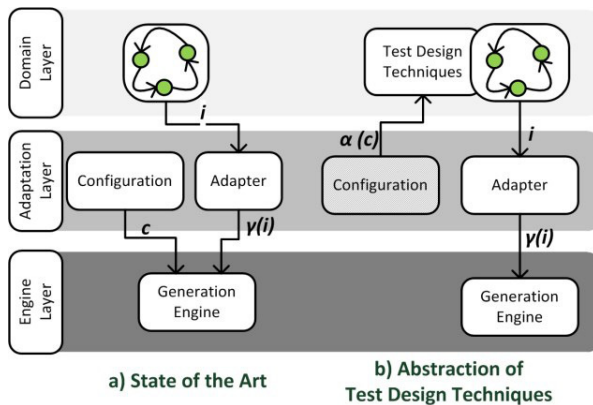 Domain
Layer
Test Design
Techniques
i
α (c)
i
Adaptation
Layer
Configuration
Adapter
Configuration
Adapter
c
γ(i)
γ(i)
Engine
Layer
Generation
Engine
Generation
Engine
a) State of the Art
b) Abstraction of
Test Design Techniques